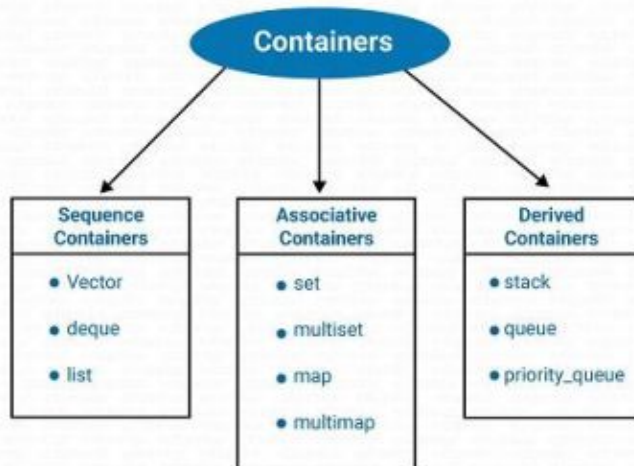 Containers
Sequence
Containers
• Vector
• deque
• list
Associative
Containers
• set
• multiset
• map
• multimap
Derived
Containers
• stack
• queue
• priority_queue